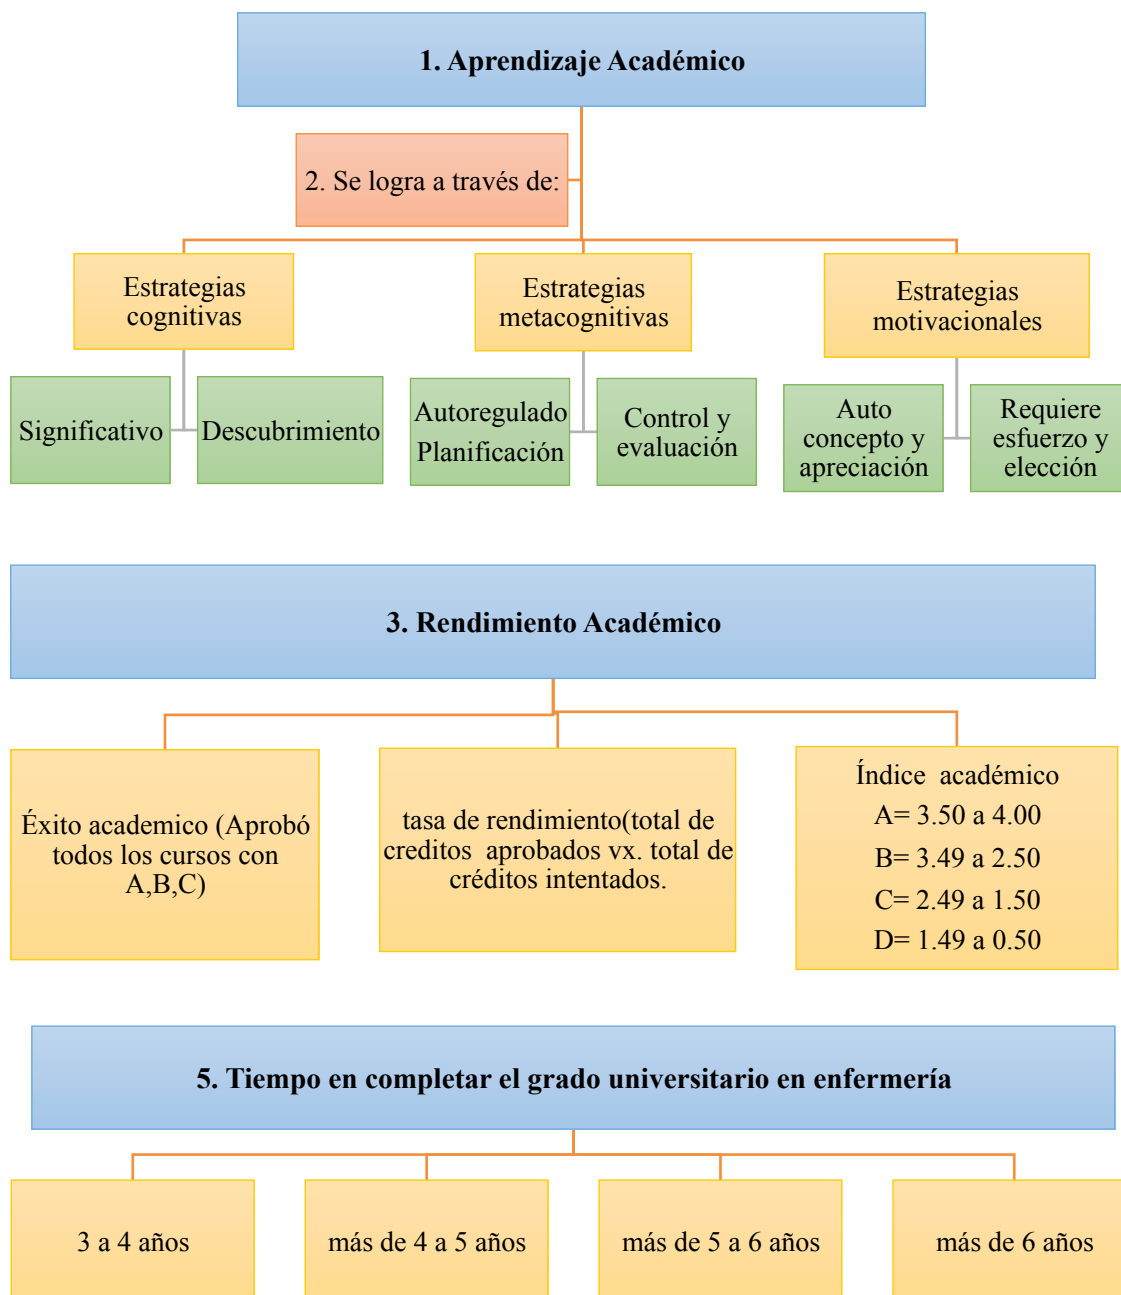 1. Aprendizaje Académico
2. Se logra a través de:
Estrategias
cognitivas
Estrategias
metacognitivas
Estrategias
motivacionales
Significativo
Descubrimiento
Autoregulado
Planificación
Control y
evaluación
Auto
concepto y
apreciación
Requiere
esfuerzo y
elección
3. Rendimiento Académico
Éxito academico (Aprobó
todos los cursos con
A,B,C)
tasa de rendimiento(total de
creditos aprobados vx. total de
créditos intentados.
Índice académico
A= 3.50 a 4.00
B= 3.49 a 2.50
C= 2.49 a 1.50
D= 1.49 a 0.50
5. Tiempo en completar el grado universitario en enfermería
3 a 4 años
más de 4 a 5 años
más de 5 a 6 años
más de 6 años